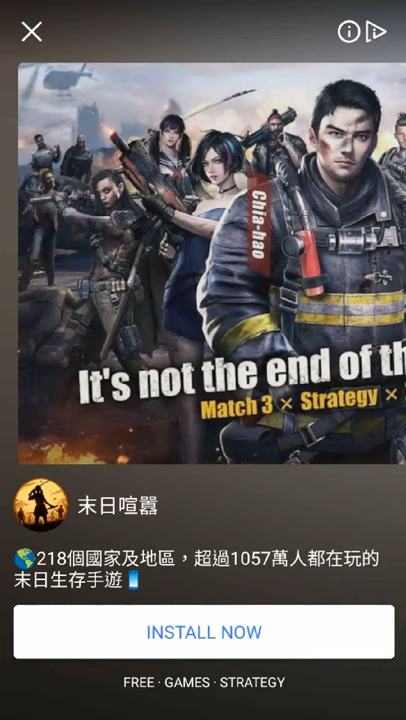 Chia-hao
It's not the end of th
Match 3 × Strategy ×
末日喧囂
🌎218個國家及地區，超過1057萬人都在玩的
末日生存手遊📱
INSTALL NOW
FREE · GAMES · STRATEGY